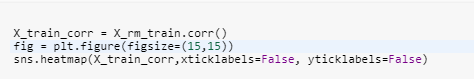 X_train_corr = X_rm_train.corr()
fig = plt.figure(figsize=(15,15))
sns.heatmap(X_train_corr,xticklabels=False, yticklabels=False)